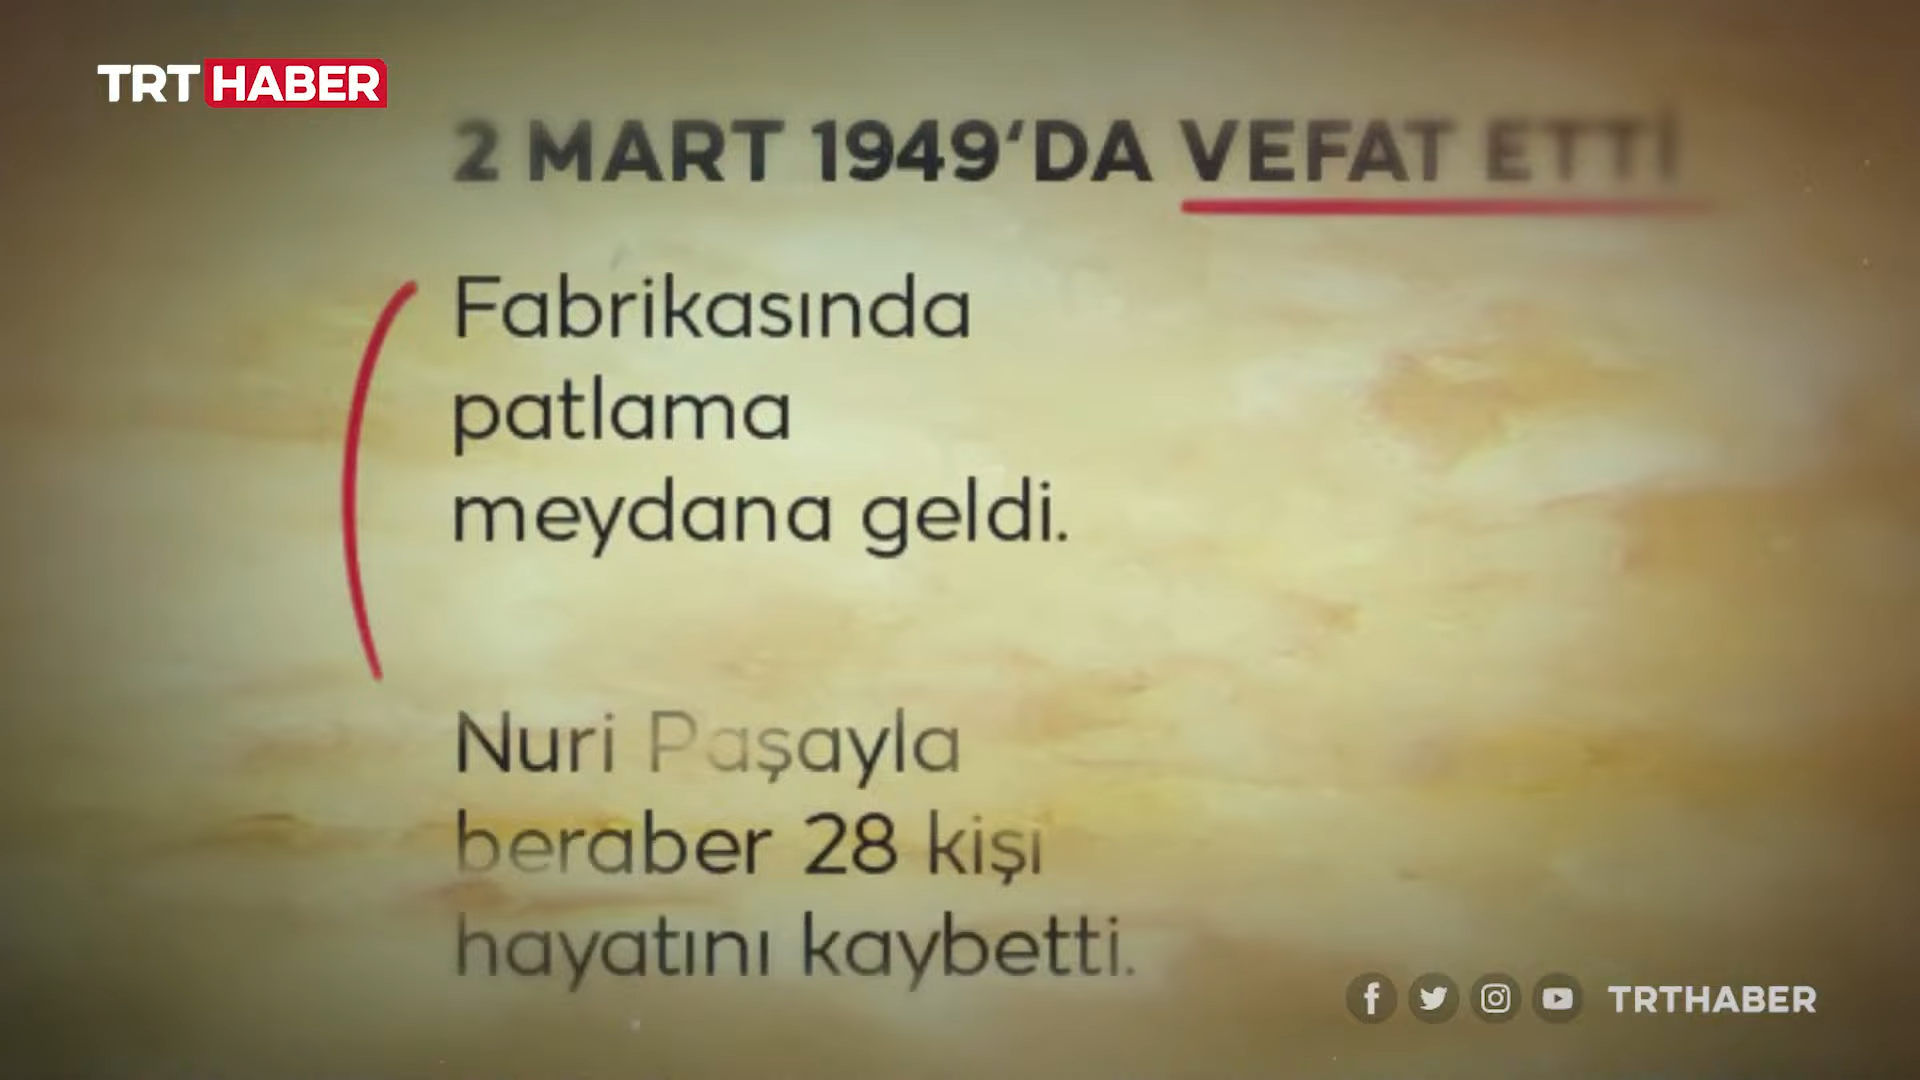 TRT HABER
2 MART 1949'DA VEFAT ETTİ
Fabrikasında
patlama
meydana geldi.
Nuri Paşayla
beraber 28 kişi
hayatını kaybetti.
TRTHABER